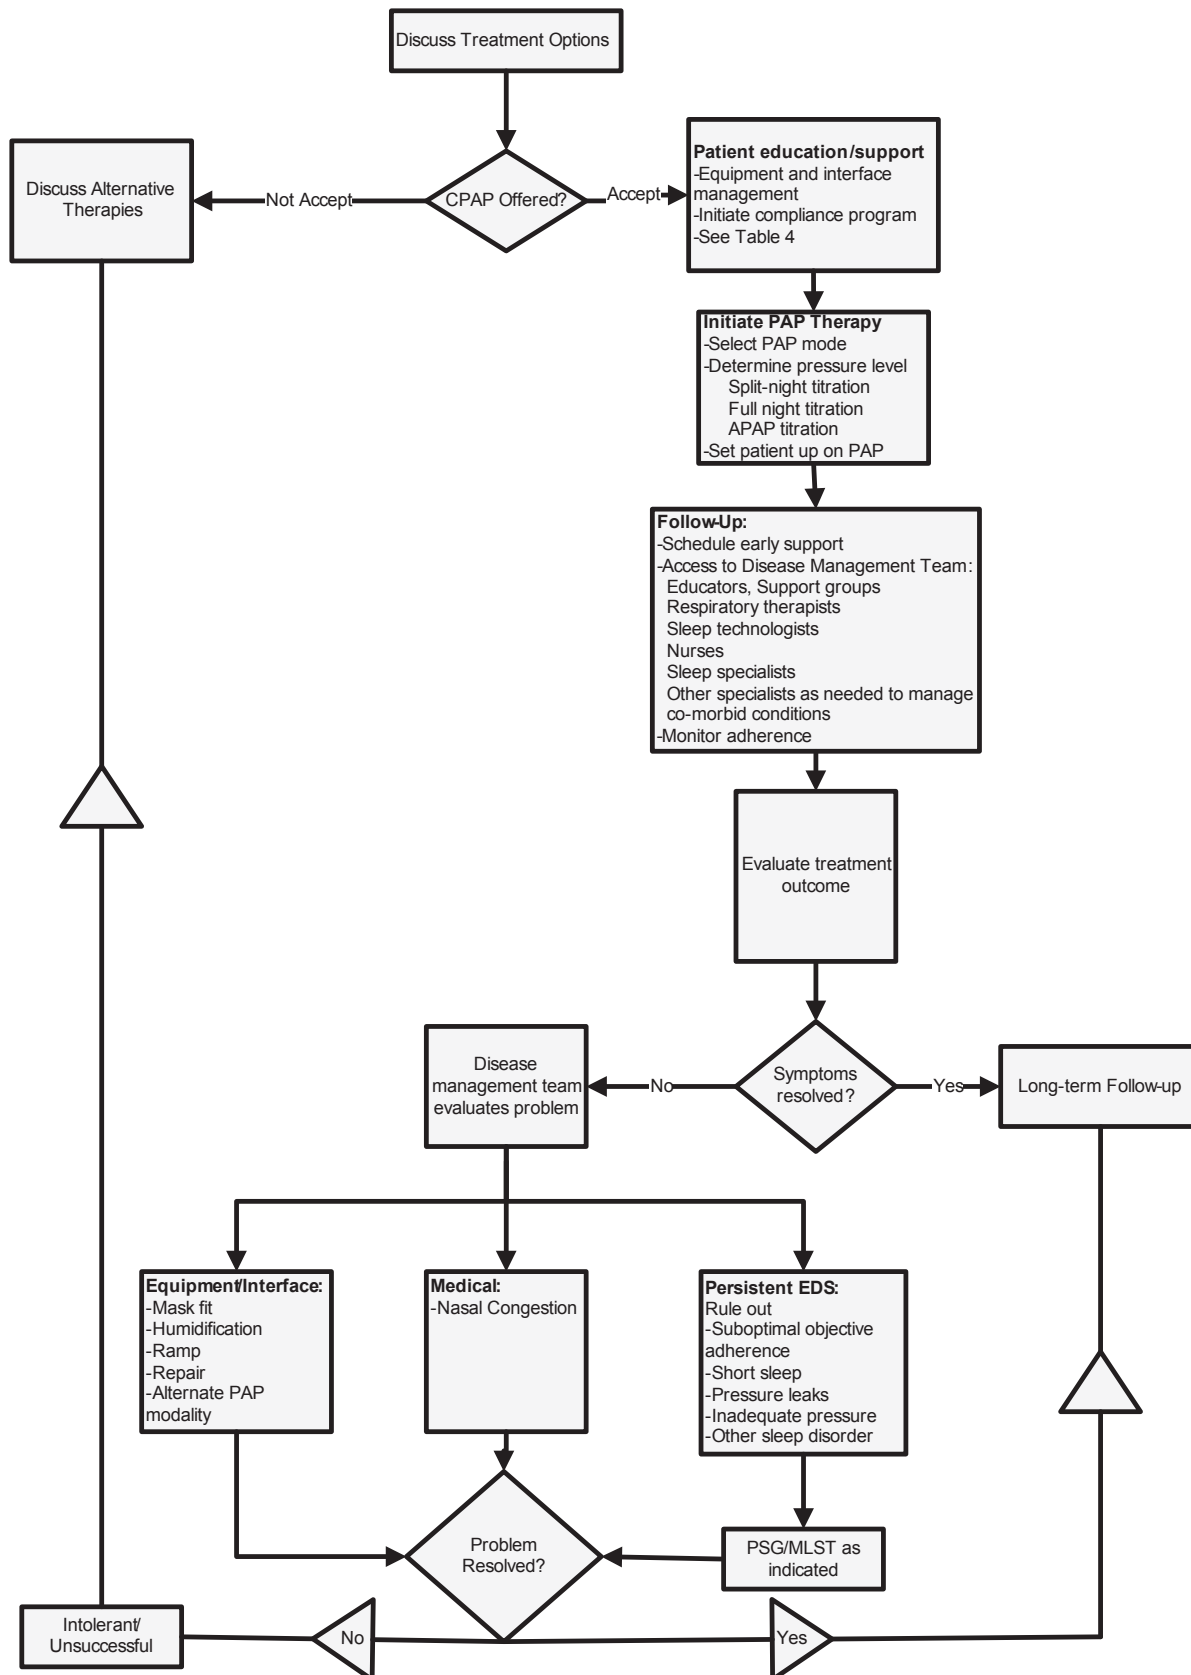 Discuss Treatment Options
Patient education/support
-Equipment and interface
management
-Initiate compliance program
-See Table 4
Discuss Alternative
Therapies
Not Accept
CPAP Offered?
Accept
Initiate PAP Therapy
-Select PAP mode
-Determine pressure level
Split-night titration
Full night titration
APAP titration
-Set patient up on PAP
Follow-Up:
-Schedule early support
-Access to Disease Management Team:
Educators, Support groups
Respiratory therapists
Sleep technologists
Nurses
Sleep specialists
Other specialists as needed to manage
co-morbid conditions
-Monitor adherence
Evaluate treatment
outcome
Disease
management team
evaluates problem
No
Symptoms
resolved?
Yes
Long-term Follow-up
Equipment/Interface:
-Mask fit
-Humidification
-Ramp
-Repair
-Alternate PAP
modality
Medical:
-Nasal Congestion
Persistent EDS:
Rule out
-Suboptimal objective
adherence
-Short sleep
-Pressure leaks
-Inadequate pressure
-Other sleep disorder
Problem
Resolved?
PSG/MLST as
indicated
Intolerant/
Unsuccessful
No
Yes